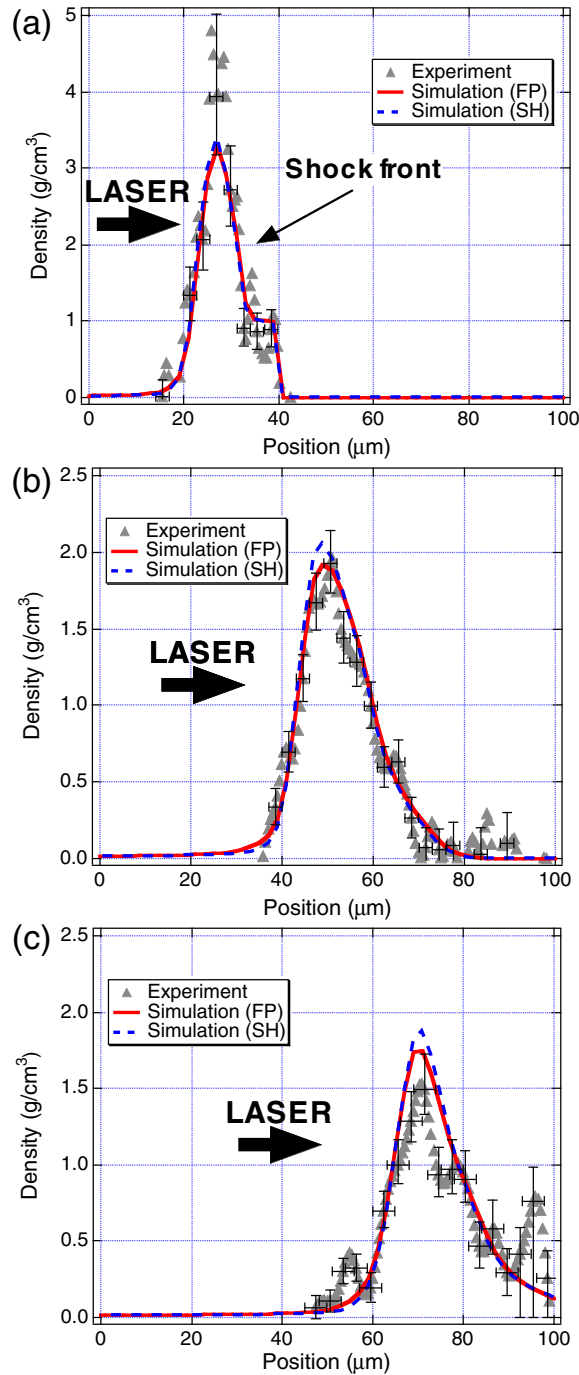 (a)
5
4
3
2
1
0
Density (g/cm³)
Experiment
Simulation (FP)
Simulation (SH)
Shock front
LASER
0 20 40 60 80 100
Position (μm)
(b)
2.5
2.0
1.5
1.0
0.5
0.0
Density (g/cm³)
Experiment
Simulation (FP)
Simulation (SH)
LASER
0 20 40 60 80 100
Position (μm)
(c)
2.5
2.0
1.5
1.0
0.5
0.0
Density (g/cm³)
Experiment
Simulation (FP)
Simulation (SH)
LASER
0 20 40 60 80 100
Position (μm)